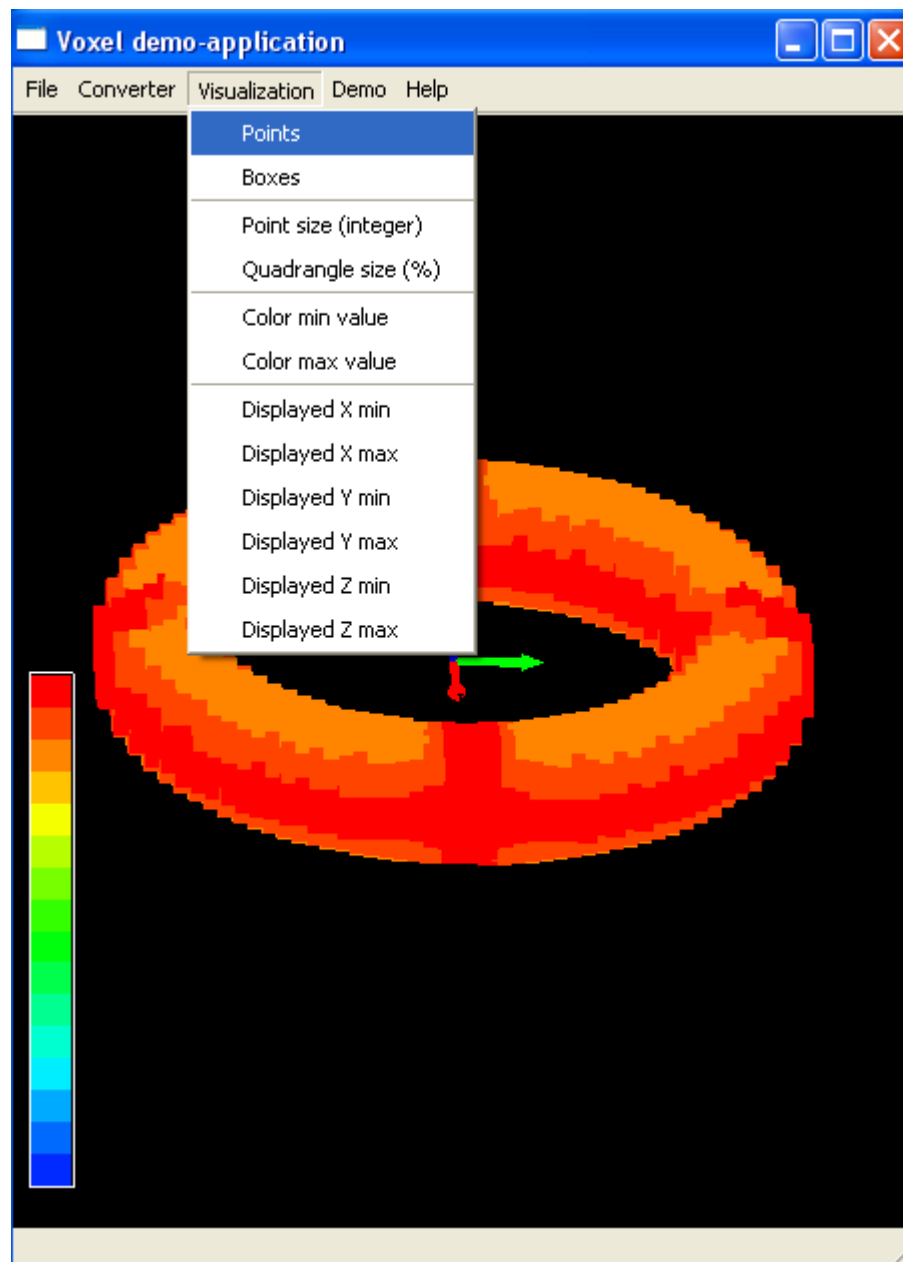 Voxel demo-application
File Converter Visualization Demo Help
Points
Boxes
Point size (integer)
Quadrangle size (%)
Color min value
Color max value
Displayed X min
Displayed X max
Displayed Y min
Displayed Y max
Displayed Z min
Displayed Z max